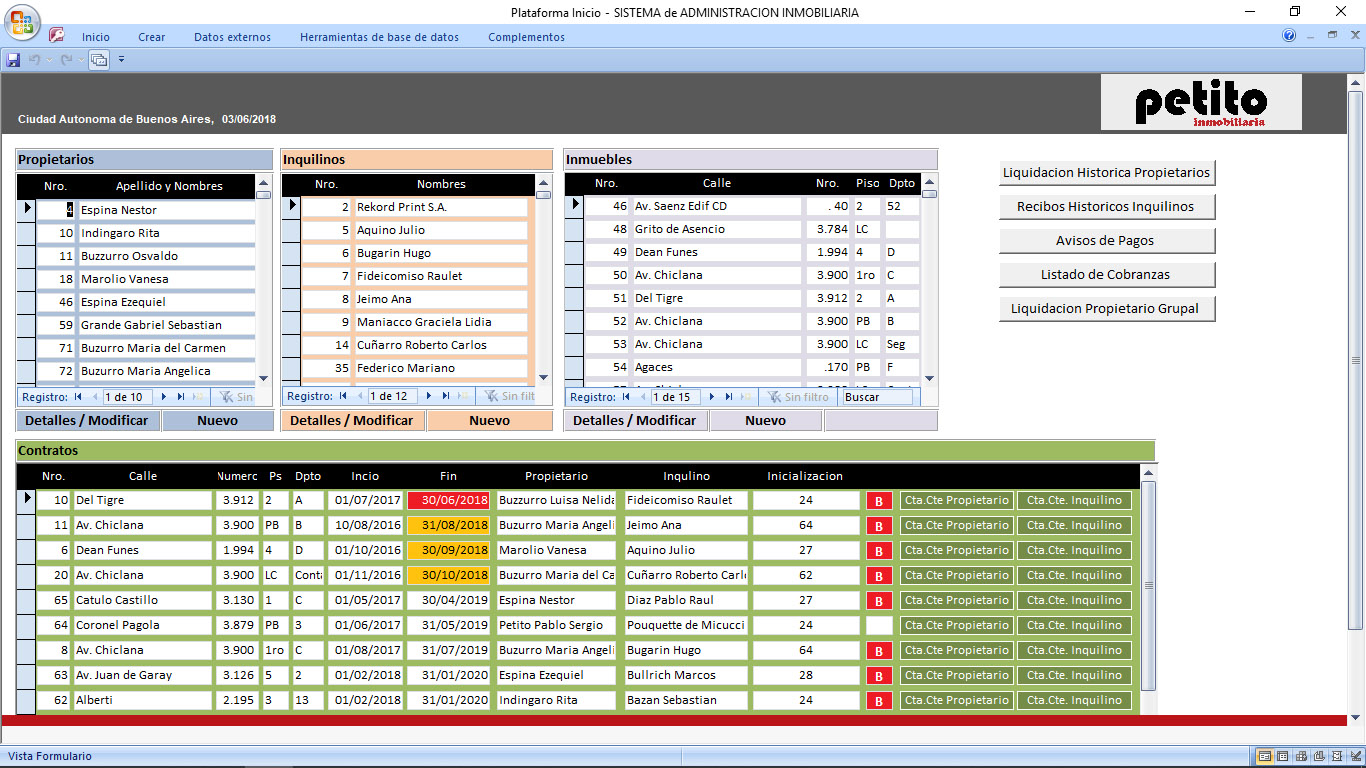 Plataforma Inicio - SISTEMA de ADMINISTRACION INMOBILIARIA
Inicio Crear Datos externos Herramientas de base de datos Complementos
petito
inmobiliaria
Ciudad Autonoma de Buenos Aires, 03/06/2018
Propietarios
Nro. Apellido y Nombres
4 Espina Nestor
10 Indingaro Rita
11 Buzzurro Osvaldo
18 Marolio Vanesa
46 Espina Ezequiel
59 Grande Gabriel Sebastian
71 Buzurro Maria del Carmen
72 Buzurro Maria Angelica
Registro: 1 de 10 Sin
Detalles / Modificar Nuevo
Inquilinos
Nro. Nombres
2 Rekord Print S.A.
5 Aquino Julio
6 Bugarin Hugo
7 Fideicomiso Raulet
8 Jeimo Ana
9 Maniacco Graciela Lidia
14 Cuñarro Roberto Carlos
35 Federico Mariano
Registro: 1 de 12 Sin filt
Detalles / Modificar Nuevo
Inmuebles
Nro. Calle Nro. Piso Dpto
46 Av. Saenz Edif CD . 40 2 52
48 Grito de Asencio 3.784 LC
49 Dean Funes 1.994 4 D
50 Av. Chiclana 3.900 1ro C
51 Del Tigre 3.912 2 A
52 Av. Chiclana 3.900 PB B
53 Av. Chiclana 3.900 LC Seg
54 Agaces .170 PB F
Registro: 1 de 15 Sin filtro Buscar
Detalles / Modificar Nuevo
Liquidacion Historica Propietarios
Recibos Historicos Inquilinos
Avisos de Pagos
Listado de Cobranzas
Liquidacion Propietario Grupal
Contratos
Nro. Calle Numero Ps Dpto Incio Fin Propietario Inqulino Inicializacion
10 Del Tigre 3.912 2 A 01/07/2017 30/06/2018 Buzzurro Luisa Nelida Fideicomiso Raulet 24 B Cta.Cte Propietario Cta.Cte. Inquilino
11 Av. Chiclana 3.900 PB B 10/08/2016 31/08/2018 Buzurro Maria Angeli Jeimo Ana 64 B Cta.Cte Propietario Cta.Cte. Inquilino
6 Dean Funes 1.994 4 D 01/10/2016 30/09/2018 Marolio Vanesa Aquino Julio 27 B Cta.Cte Propietario Cta.Cte. Inquilino
20 Av. Chiclana 3.900 LC Cont 01/11/2016 30/10/2018 Buzurro Maria del Ca Cuñarro Roberto Carl 62 B Cta.Cte Propietario Cta.Cte. Inquilino
65 Catulo Castillo 3.130 1 C 01/05/2017 30/04/2019 Espina Nestor Diaz Pablo Raul 27 B Cta.Cte Propietario Cta.Cte. Inquilino
64 Coronel Pagola 3.879 PB 3 01/06/2017 31/05/2019 Petito Pablo Sergio Pouquette de Micucci 24 Cta.Cte Propietario Cta.Cte. Inquilino
8 Av. Chiclana 3.900 1ro C 01/08/2017 31/07/2019 Buzurro Maria Angeli Bugarin Hugo 64 B Cta.Cte Propietario Cta.Cte. Inquilino
63 Av. Juan de Garay 3.126 5 2 01/02/2018 31/01/2020 Espina Ezequiel Bullrich Marcos 28 B Cta.Cte Propietario Cta.Cte. Inquilino
62 Alberti 2.195 3 13 01/02/2018 31/01/2020 Indingaro Rita Bazan Sebastian 24 B Cta.Cte Propietario Cta.Cte. Inquilino
Vista Formulario